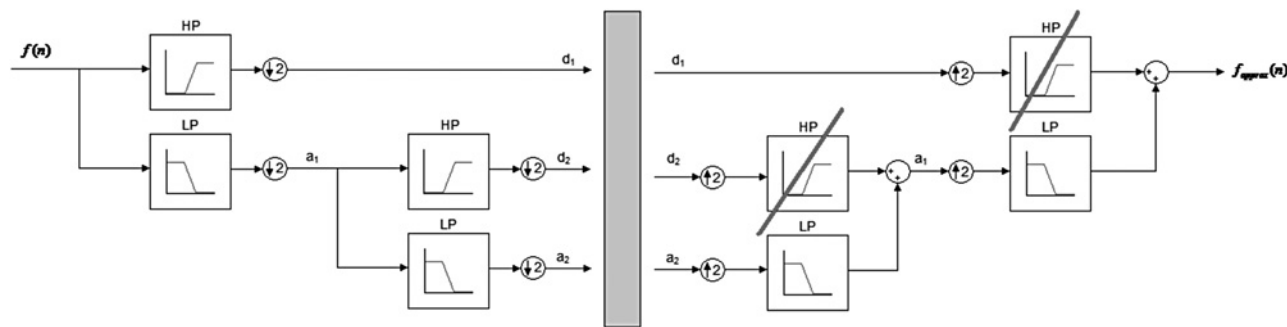 HP
HP
f(n)
↓2
d₁
d₁
↑2
+
+
f_approx(n)
LP
HP
HP
LP
↓2
a₁
↓2
d₂
d₂
↑2
+
+
a₁
↑2
LP
LP
↓2
a₂
a₂
↑2